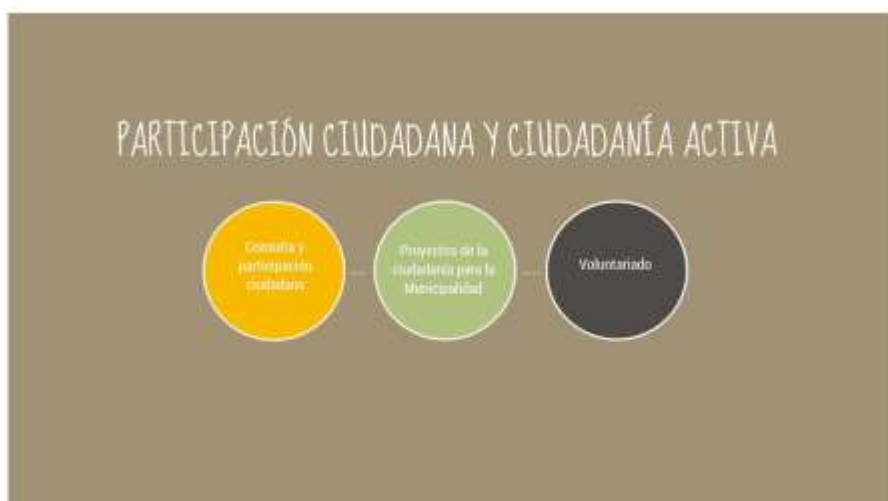 PARTICIPACIÓN CIUDADANA Y CIUDADANÍA ACTIVA
Consulta y
participación
ciudadana
Proyectos de la
ciudadanía para la
Municipalidad
Voluntariado